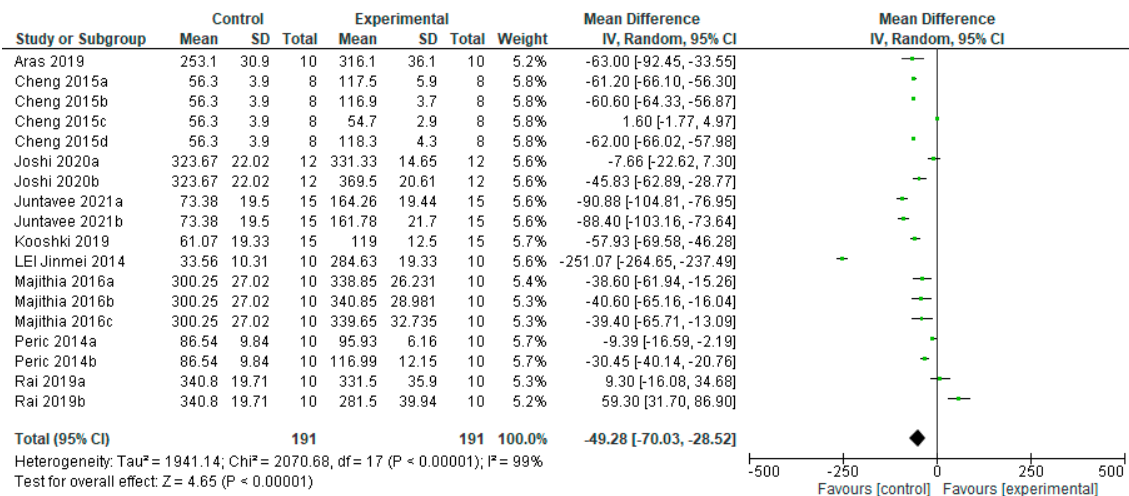 Control Experimental Mean Difference Mean Difference
Study or Subgroup Mean SD Total Mean SD Total Weight IV, Random, 95% CI IV, Random, 95% CI
Aras 2019 253.1 30.9 10 316.1 36.1 10 5.2% -63.00 [-92.45, -33.55]
Cheng 2015a 56.3 3.9 8 117.5 5.9 8 5.8% -61.20 [-66.10, -56.30]
Cheng 2015b 56.3 3.9 8 116.9 3.7 8 5.8% -60.60 [-64.33, -56.87]
Cheng 2015c 56.3 3.9 8 54.7 2.9 8 5.8% 1.60 [-1.77, 4.97]
Cheng 2015d 56.3 3.9 8 118.3 4.3 8 5.8% -62.00 [-66.02, -57.98]
Joshi 2020a 323.67 22.02 12 331.33 14.65 12 5.6% -7.66 [-22.62, 7.30]
Joshi 2020b 323.67 22.02 12 369.5 20.61 12 5.6% -45.83 [-62.89, -28.77]
Juntavee 2021a 73.38 19.5 15 164.26 19.44 15 5.6% -90.88 [-104.81, -76.95]
Juntavee 2021b 73.38 19.5 15 161.78 21.7 15 5.6% -88.40 [-103.16, -73.64]
Kooshki 2019 61.07 19.33 15 119 12.5 15 5.7% -57.93 [-69.58, -46.28]
LEI Jinmei 2014 33.56 10.31 10 284.63 19.33 10 5.6% -251.07 [-264.65, -237.49]
Majithia 2016a 300.25 27.02 10 338.85 26.231 10 5.4% -38.60 [-61.94, -15.26]
Majithia 2016b 300.25 27.02 10 340.85 28.981 10 5.3% -40.60 [-65.16, -16.04]
Majithia 2016c 300.25 27.02 10 339.65 32.735 10 5.3% -39.40 [-65.71, -13.09]
Peric 2014a 86.54 9.84 10 95.93 6.16 10 5.7% -9.39 [-16.59, -2.19]
Peric 2014b 86.54 9.84 10 116.99 12.15 10 5.7% -30.45 [-40.14, -20.76]
Rai 2019a 340.8 19.71 10 331.5 35.9 10 5.3% 9.30 [-16.08, 34.68]
Rai 2019b 340.8 19.71 10 281.5 39.94 10 5.2% 59.30 [31.70, 86.90]
Total (95% CI) 191 191 100.0% -49.28 [-70.03, -28.52]
Heterogeneity: Tau² = 1941.14; Chi² = 2070.68, df = 17 (P < 0.00001); I² = 99%
Test for overall effect: Z = 4.65 (P < 0.00001)
-500 -250 0 250 500
Favours [control] Favours [experimental]